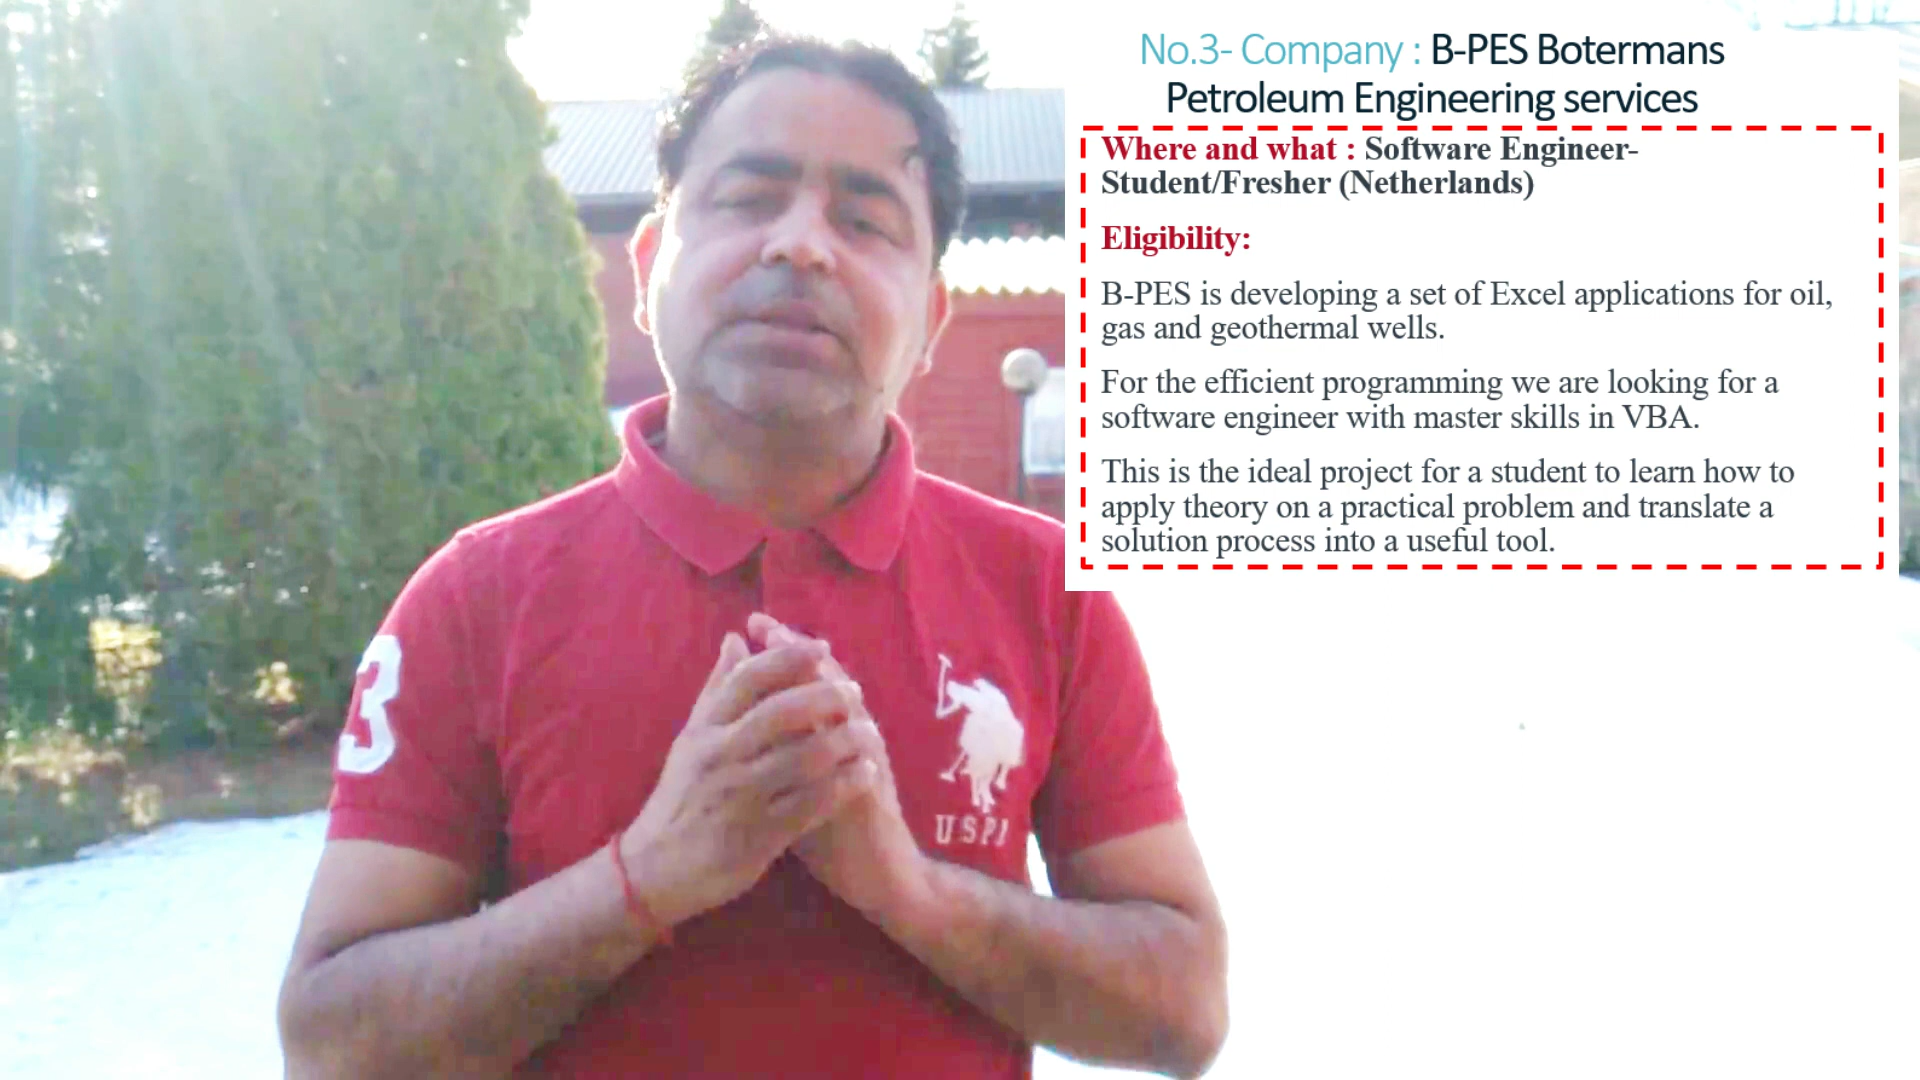 No.3- Company : B-PES Botermans
Petroleum Engineering services
Where and what : Software Engineer-
Student/Fresher (Netherlands)
Eligibility:
B-PES is developing a set of Excel applications for oil,
gas and geothermal wells.
For the efficient programming we are looking for a
software engineer with master skills in VBA.
This is the ideal project for a student to learn how to
apply theory on a practical problem and translate a
solution process into a useful tool.
3